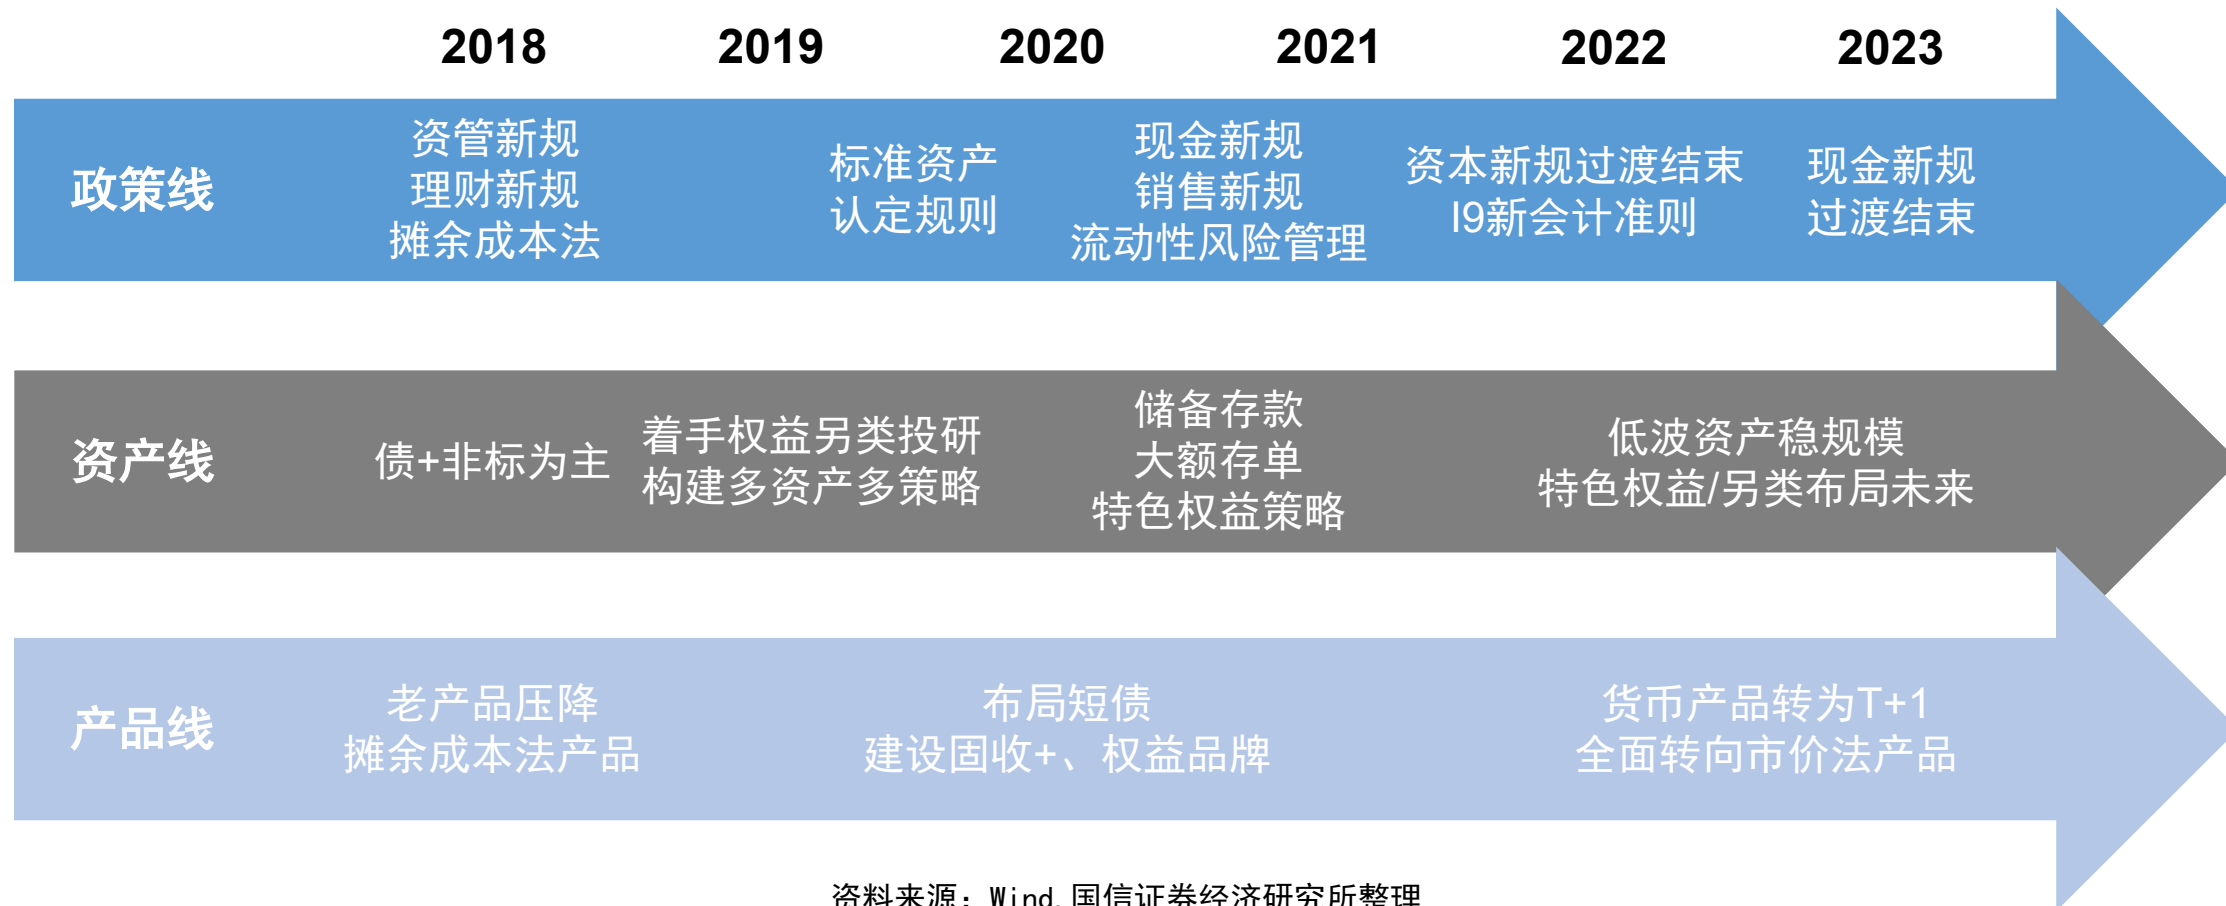 2018 2019 2020 2021 2022 2023
政策线
资管新规
理财新规
摊余成本法
标准资产
认定规则
现金新规
销售新规
流动性风险管理
资本新规过渡结束
I9新会计准则
现金新规
过渡结束
资产线
债+非标为主
着手权益另类投研
构建多资产多策略
储备存款
大额存单
特色权益策略
低波资产稳规模
特色权益/另类布局未来
产品线
老产品压降
摊余成本法产品
布局短债
建设固收+、权益品牌
货币产品转为T+1
全面转向市价法产品
资料来源：Wind,国信证券经济研究所整理